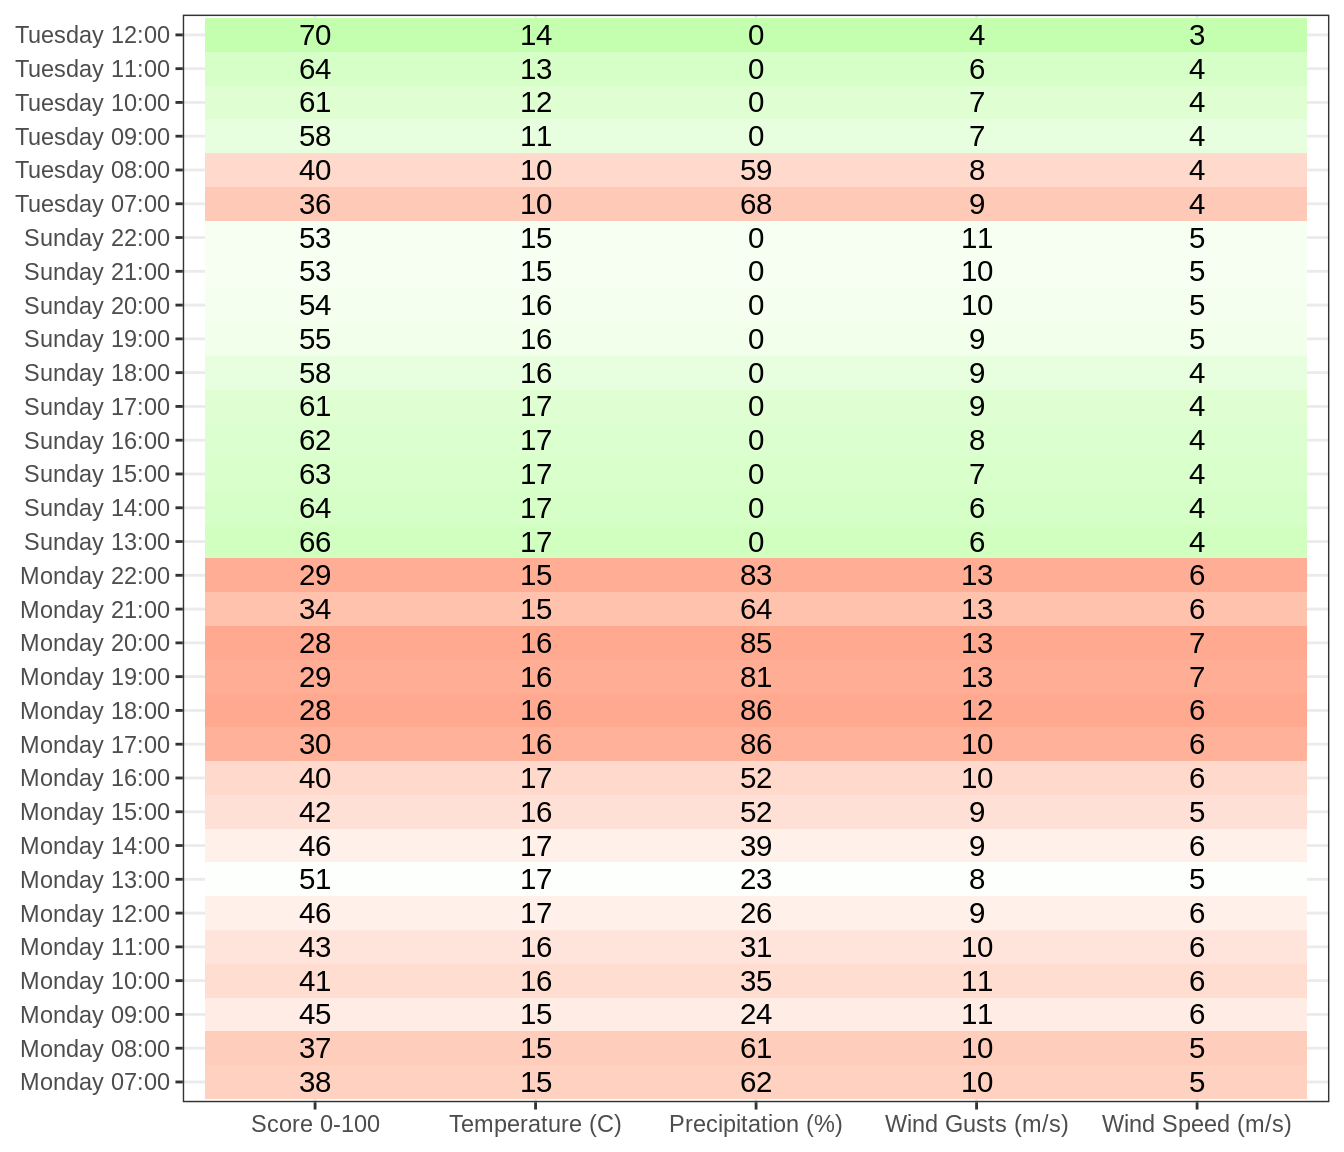 Tuesday 12:00 70 14 0 4 3
Tuesday 11:00 64 13 0 6 4
Tuesday 10:00 61 12 0 7 4
Tuesday 09:00 58 11 0 7 4
Tuesday 08:00 40 10 59 8 4
Tuesday 07:00 36 10 68 9 4
Sunday 22:00 53 15 0 11 5
Sunday 21:00 53 15 0 10 5
Sunday 20:00 54 16 0 10 5
Sunday 19:00 55 16 0 9 5
Sunday 18:00 58 16 0 9 4
Sunday 17:00 61 17 0 9 4
Sunday 16:00 62 17 0 8 4
Sunday 15:00 63 17 0 7 4
Sunday 14:00 64 17 0 6 4
Sunday 13:00 66 17 0 6 4
Monday 22:00 29 15 83 13 6
Monday 21:00 34 15 64 13 6
Monday 20:00 28 16 85 13 7
Monday 19:00 29 16 81 13 7
Monday 18:00 28 16 86 12 6
Monday 17:00 30 16 86 10 6
Monday 16:00 40 17 52 10 6
Monday 15:00 42 16 52 9 5
Monday 14:00 46 17 39 9 6
Monday 13:00 51 17 23 8 5
Monday 12:00 46 17 26 9 6
Monday 11:00 43 16 31 10 6
Monday 10:00 41 16 35 11 6
Monday 09:00 45 15 24 11 6
Monday 08:00 37 15 61 10 5
Monday 07:00 38 15 62 10 5
Score 0-100 Temperature (C) Precipitation (%) Wind Gusts (m/s) Wind Speed (m/s)